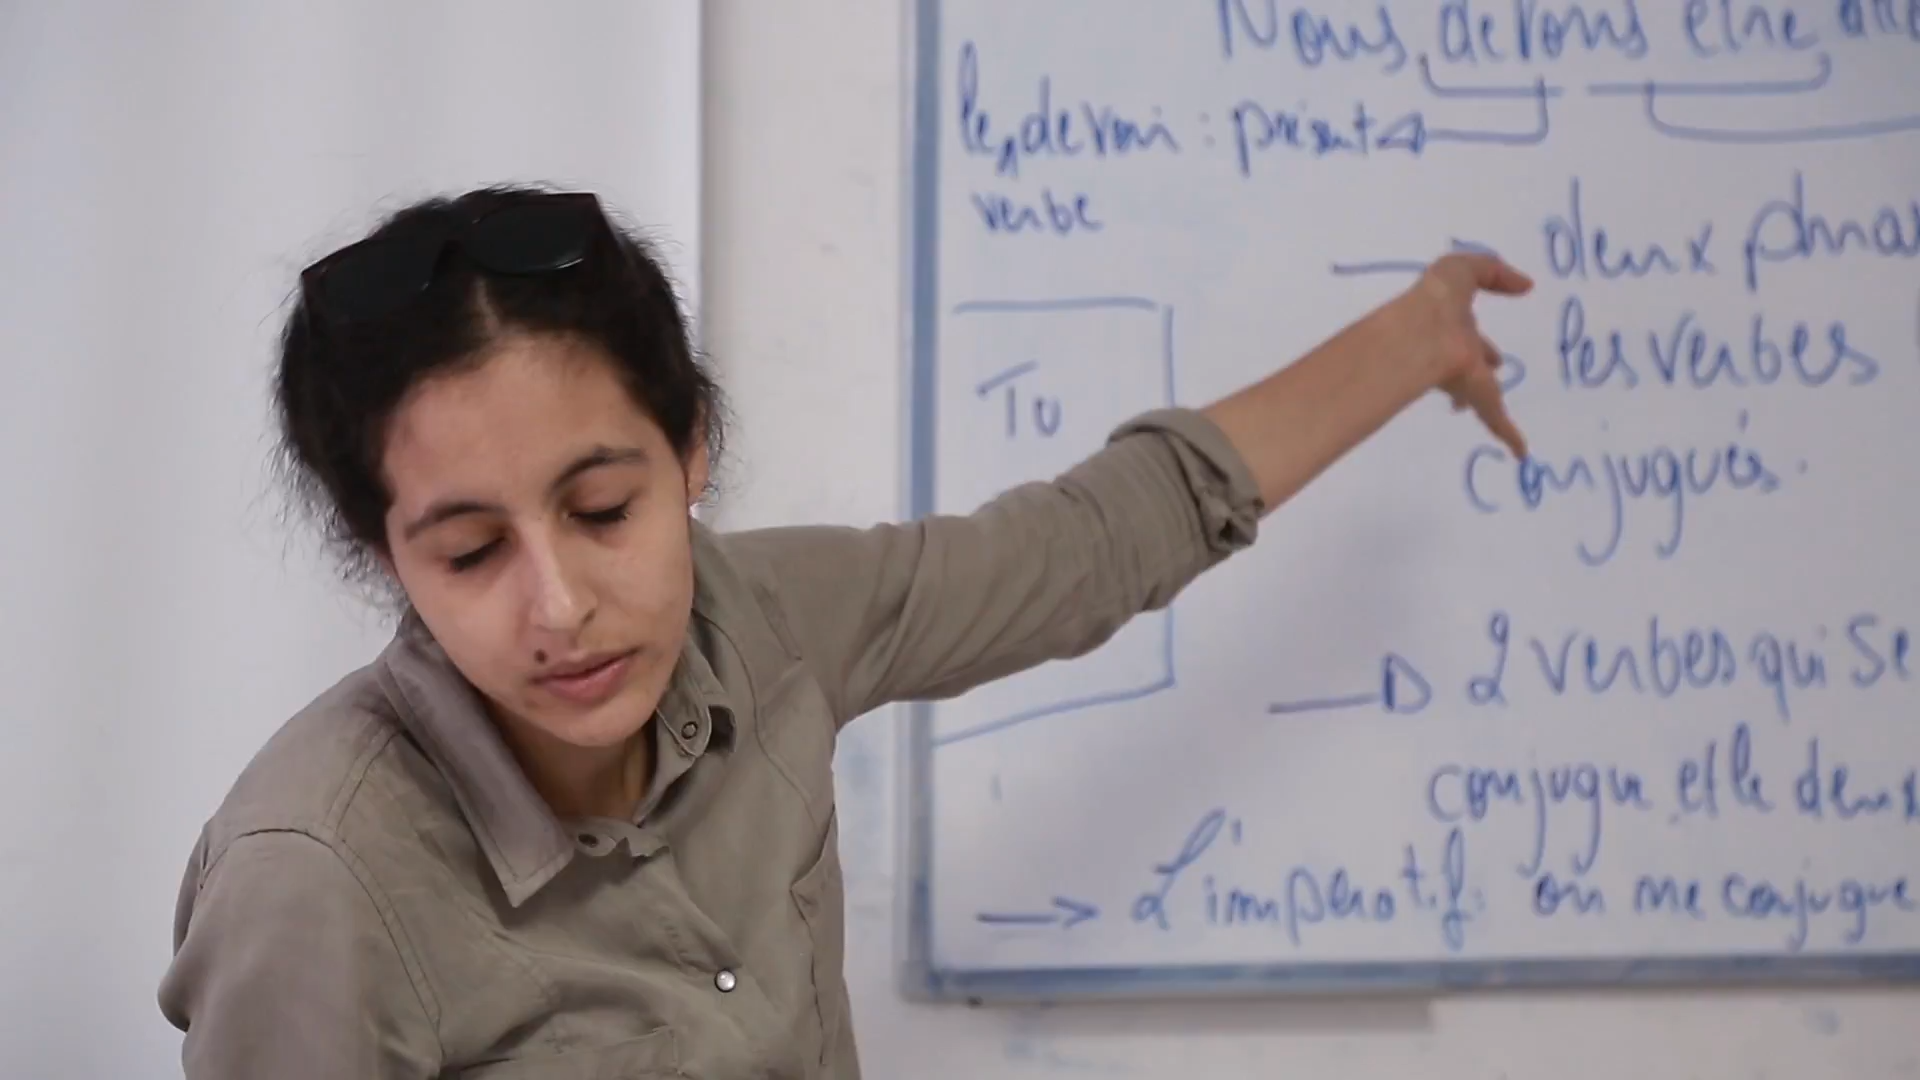 Nous devons être
le devoir : présent
verbe
deux
Tu
les verbes
conjugués.
2 verbes qui se
conjugue et le deux
L'impératif : on ne conjugue